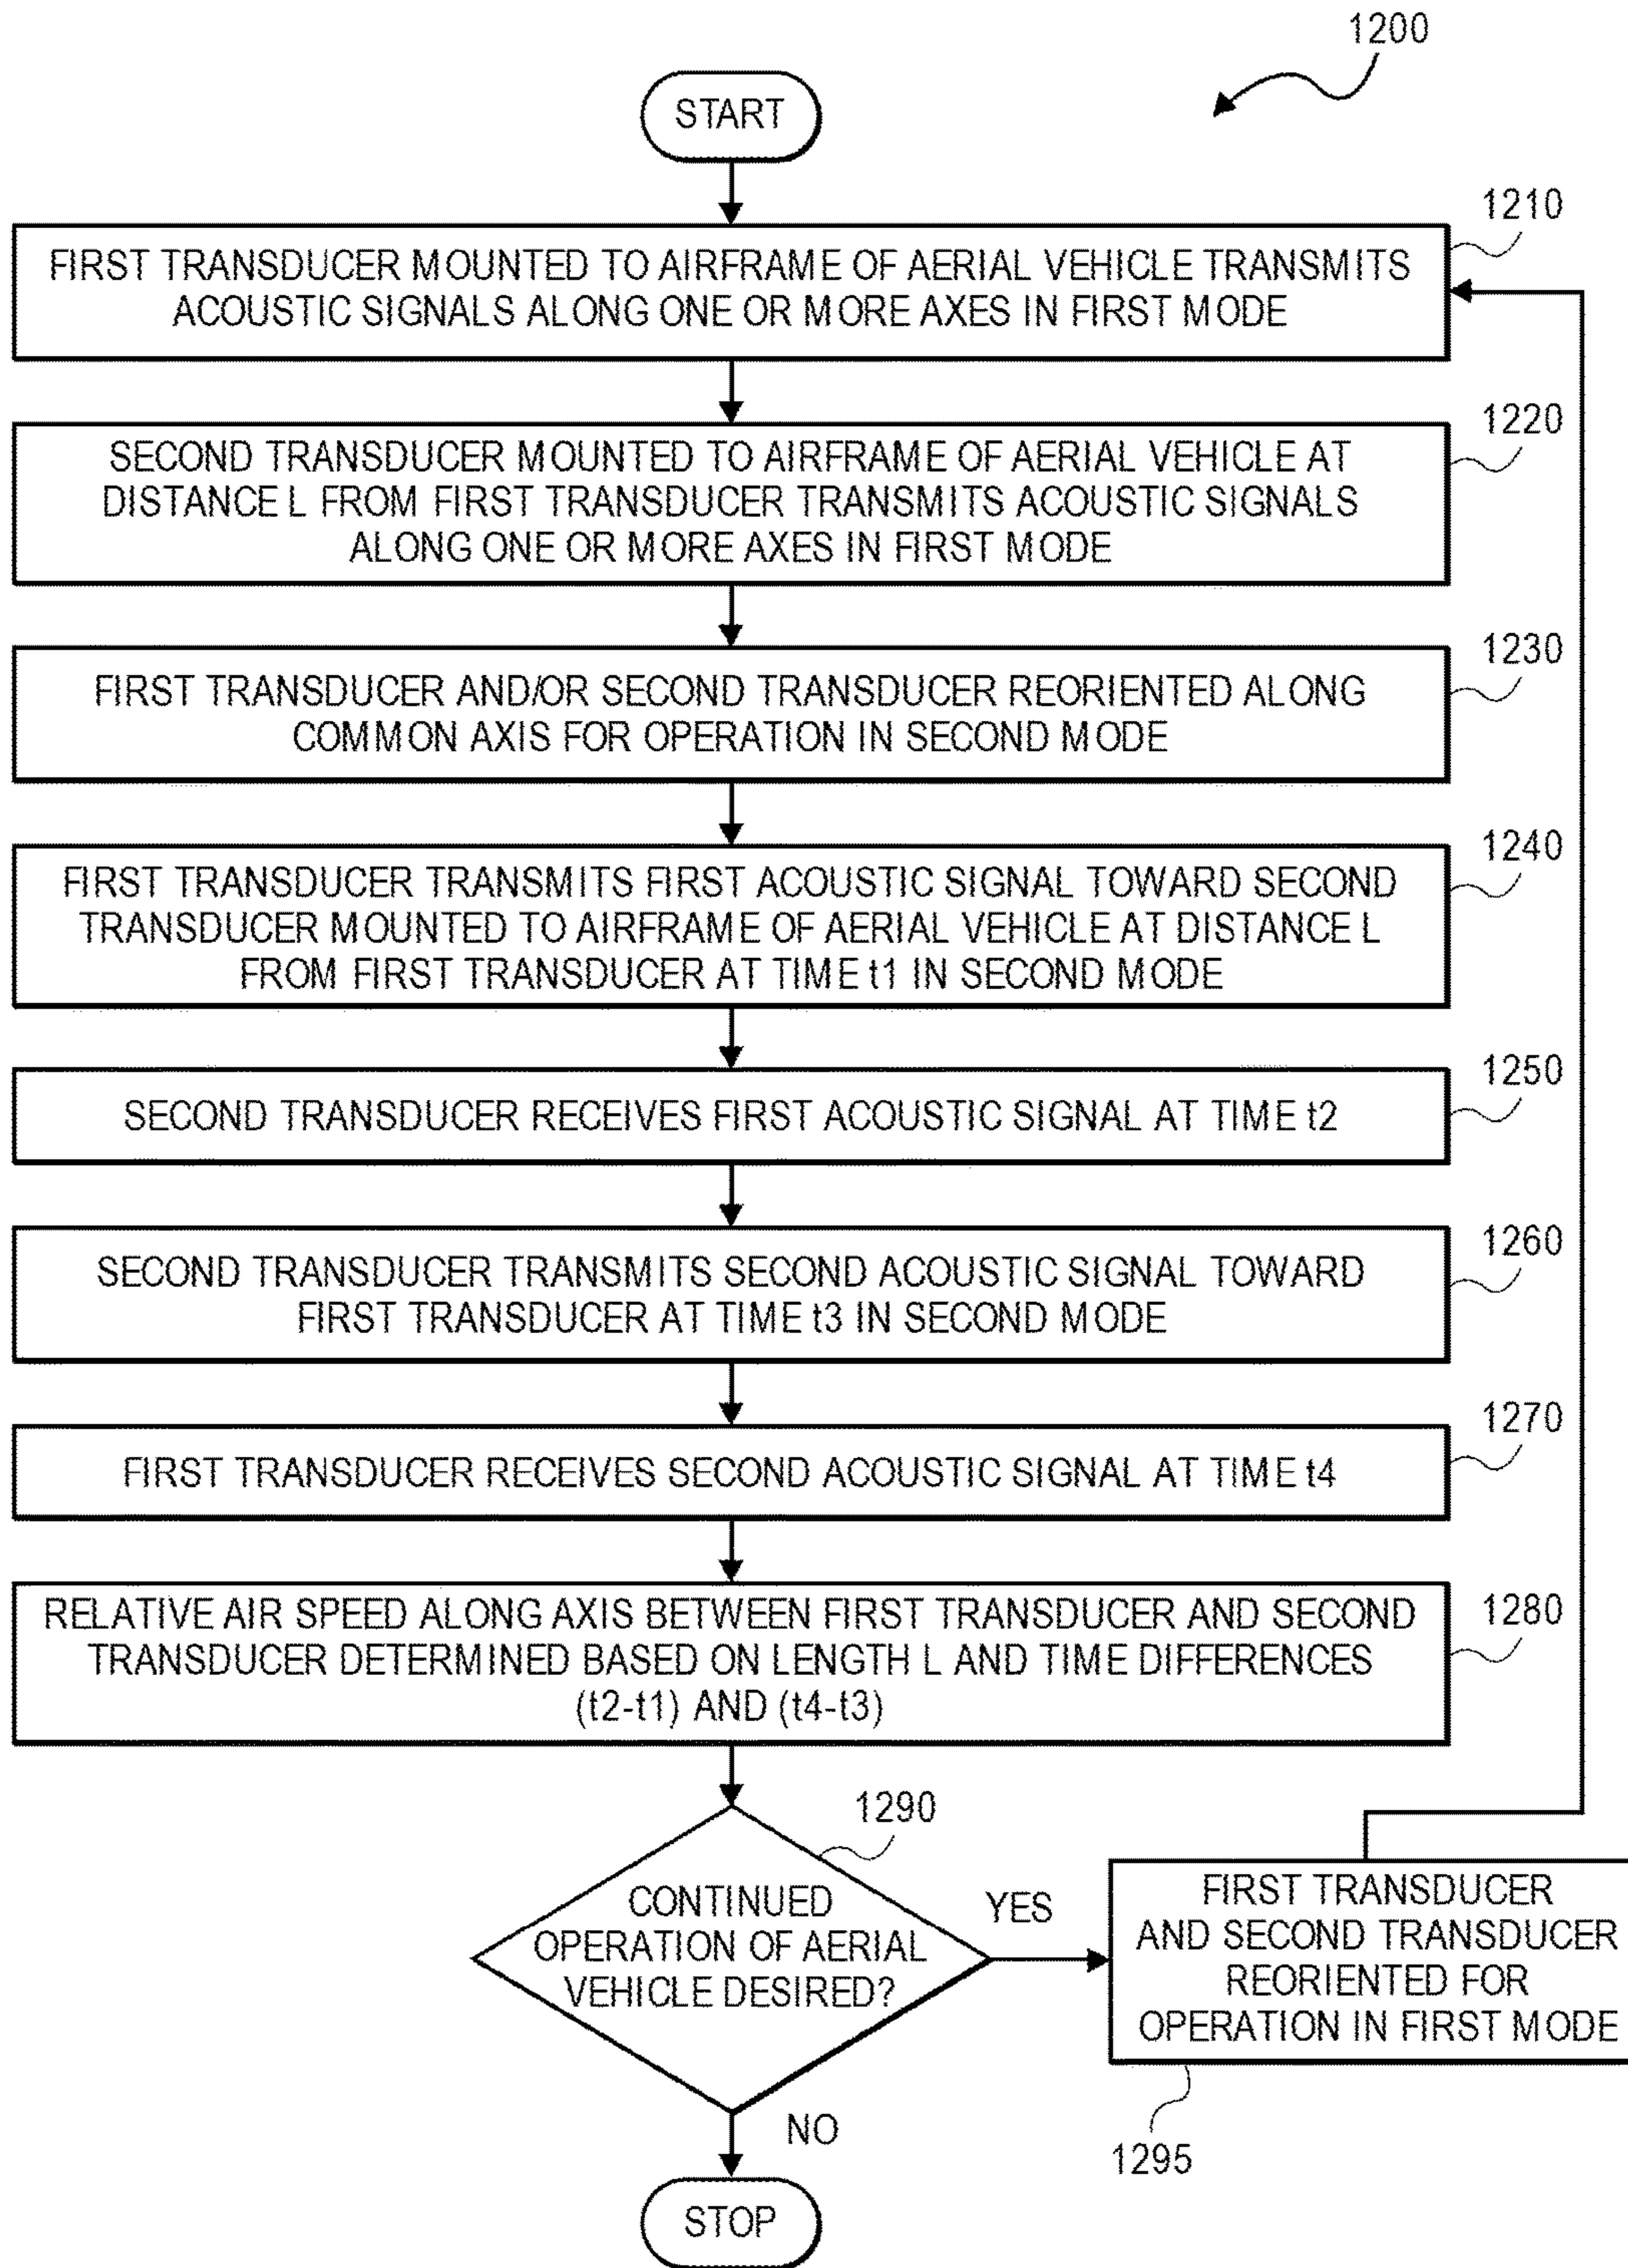 1200
START
1210
FIRST TRANSDUCER MOUNTED TO AIRFRAME OF AERIAL VEHICLE TRANSMITS
ACOUSTIC SIGNALS ALONG ONE OR MORE AXES IN FIRST MODE
1220
SECOND TRANSDUCER MOUNTED TO AIRFRAME OF AERIAL VEHICLE AT
DISTANCE L FROM FIRST TRANSDUCER TRANSMITS ACOUSTIC SIGNALS
ALONG ONE OR MORE AXES IN FIRST MODE
1230
FIRST TRANSDUCER AND/OR SECOND TRANSDUCER REORIENTED ALONG
COMMON AXIS FOR OPERATION IN SECOND MODE
1240
FIRST TRANSDUCER TRANSMITS FIRST ACOUSTIC SIGNAL TOWARD SECOND
TRANSDUCER MOUNTED TO AIRFRAME OF AERIAL VEHICLE AT DISTANCE L
FROM FIRST TRANSDUCER AT TIME t1 IN SECOND MODE
1250
SECOND TRANSDUCER RECEIVES FIRST ACOUSTIC SIGNAL AT TIME t2
1260
SECOND TRANSDUCER TRANSMITS SECOND ACOUSTIC SIGNAL TOWARD
FIRST TRANSDUCER AT TIME t3 IN SECOND MODE
1270
FIRST TRANSDUCER RECEIVES SECOND ACOUSTIC SIGNAL AT TIME t4
1280
RELATIVE AIR SPEED ALONG AXIS BETWEEN FIRST TRANSDUCER AND SECOND
TRANSDUCER DETERMINED BASED ON LENGTH L AND TIME DIFFERENCES
(t2-t1) AND (t4-t3)
1290
CONTINUED
OPERATION OF AERIAL
VEHICLE DESIRED?
YES
FIRST TRANSDUCER
AND SECOND TRANSDUCER
REORIENTED FOR
OPERATION IN FIRST MODE
1295
NO
STOP